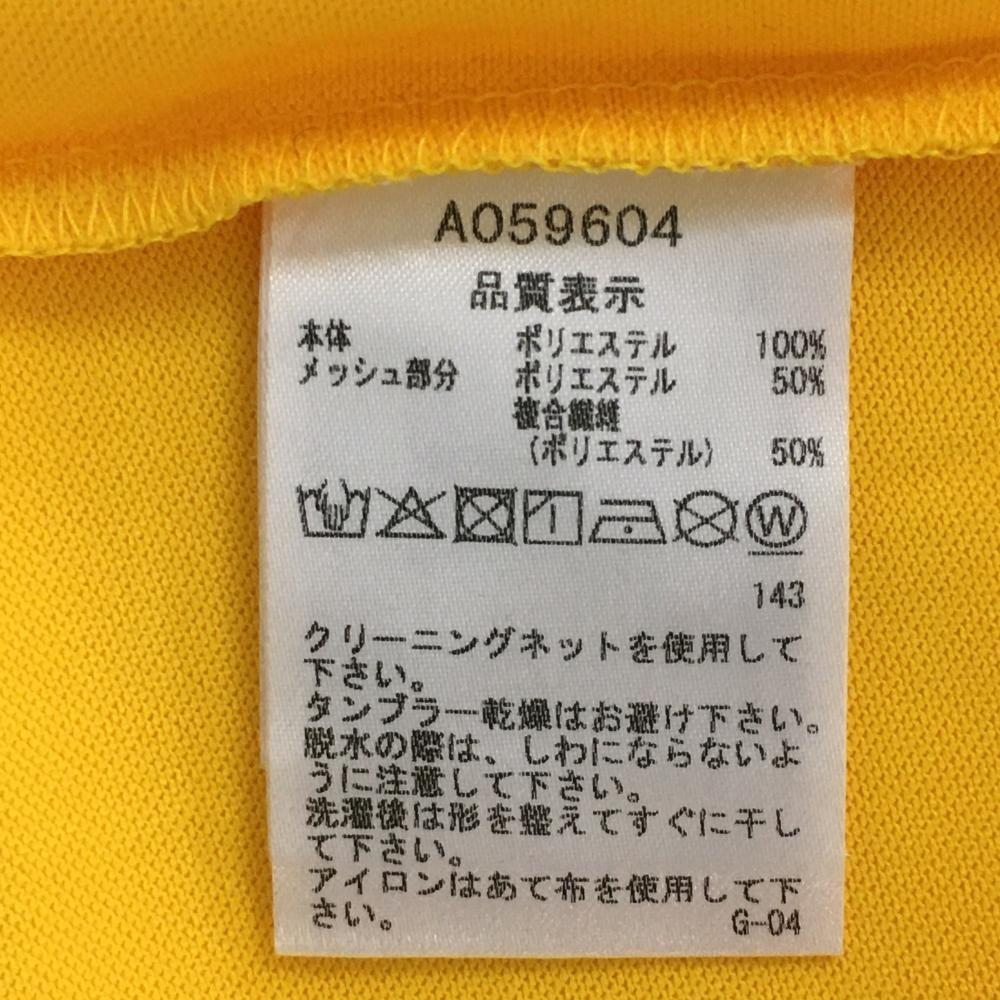 A059604
品質表示
本体 ポリエステル 100%
メッシュ部分 ポリエステル 50%
複合繊維
(ポリエステル) 50%
W
143
クリーニングネットを使用して
下さい。
タンブラー乾燥はお避け下さい。
脱水の際は、しわにならないよ
うに注意して下さい。
洗濯後は形を整えてすぐに干し
て下さい。
アイロンはあて布を使用して下
さい。
G-04